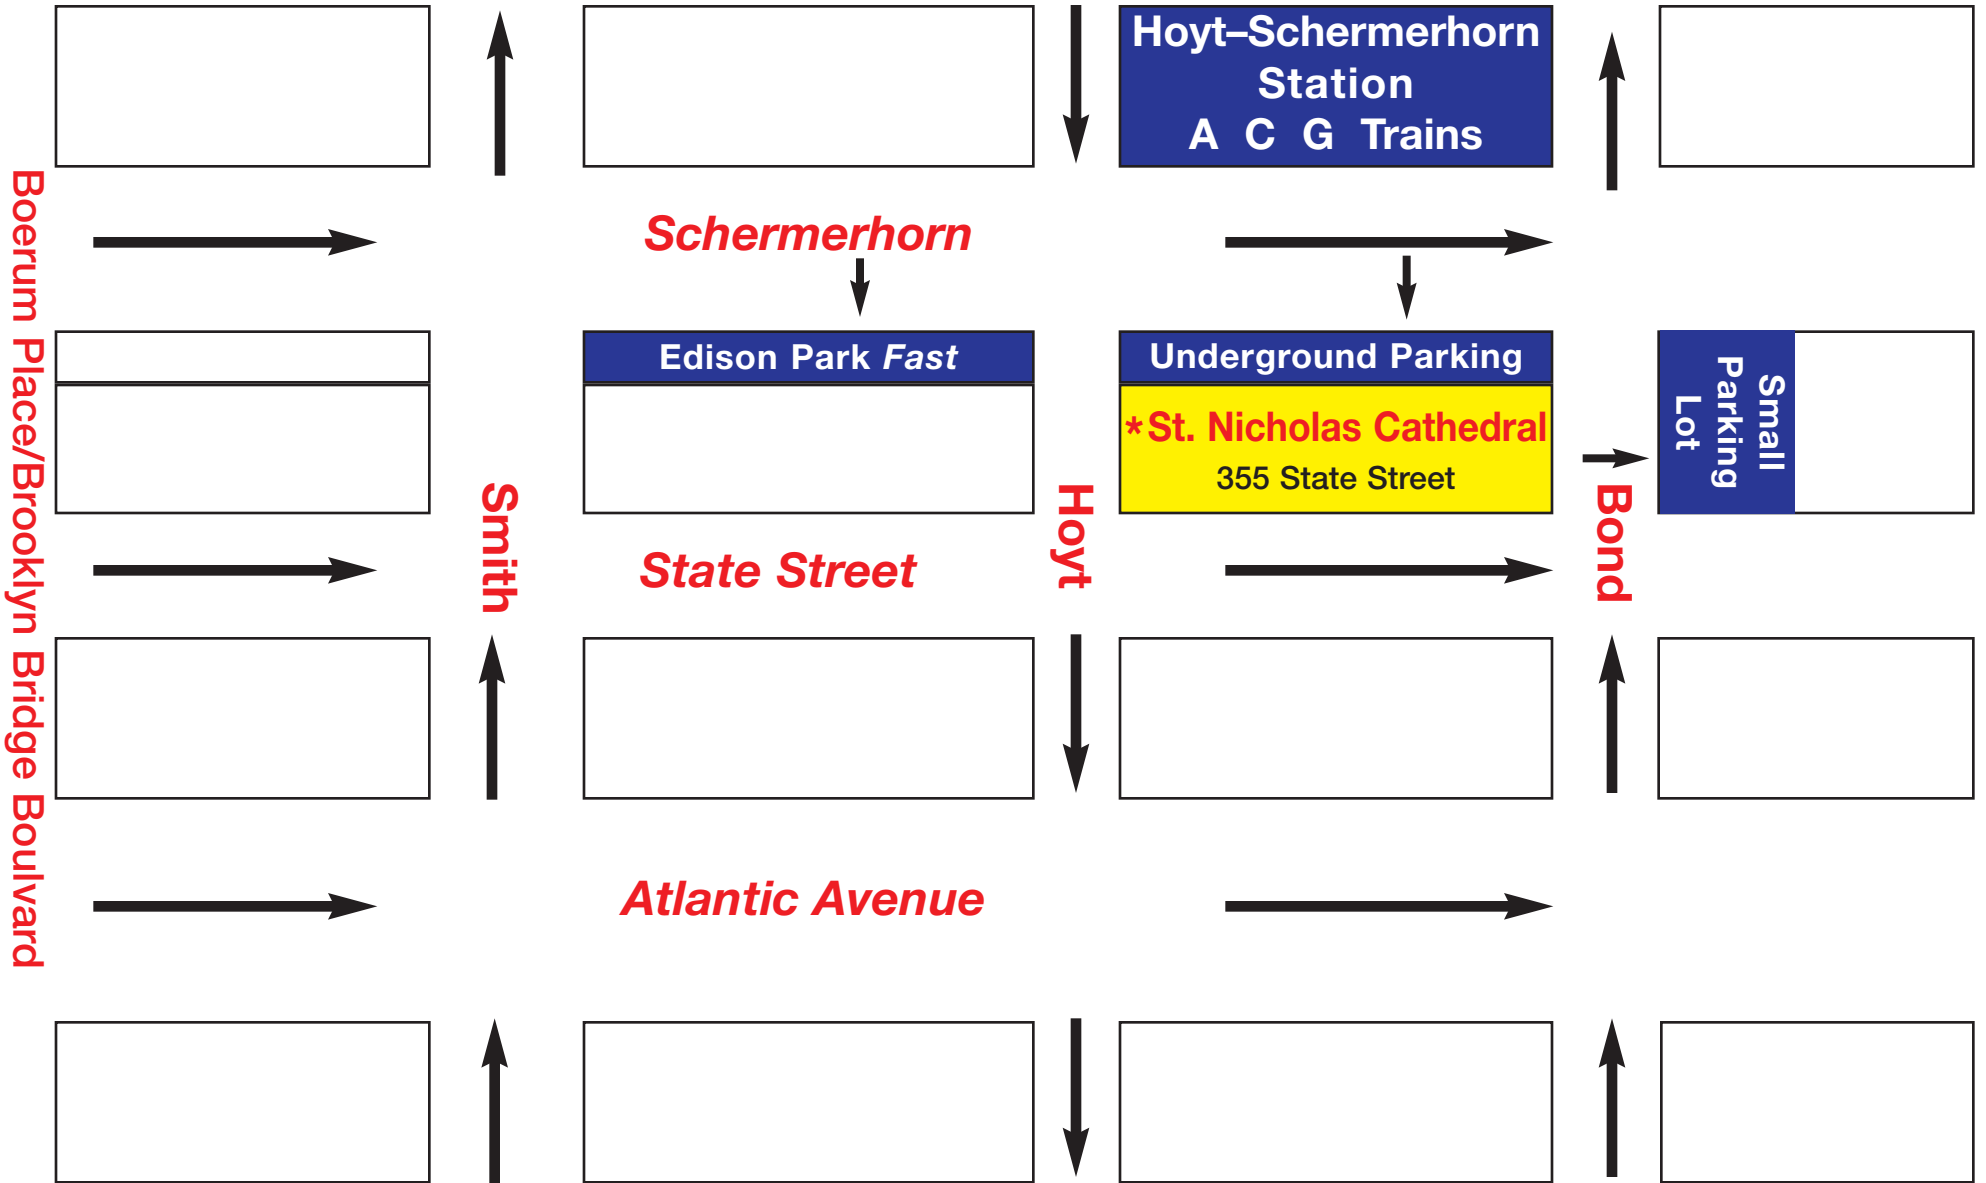 Hoyt–Schermerhorn
Station
A C G Trains
Boerum Place/Brooklyn Bridge Boulvard
Schermerhorn
Edison Park Fast
Underground Parking
*St. Nicholas Cathedral
355 State Street
Small
Parking
Lot
Smith
Hoyt
Bond
State Street
Atlantic Avenue